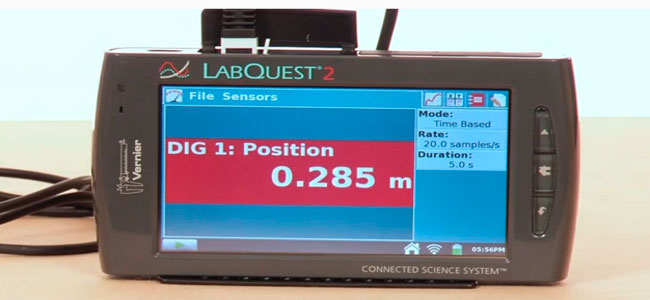 LABQUEST®2
File Sensors
Mode:
Time Based
Rate:
20.0 samples/s
Duration:
5.0 s
DIG 1: Position
0.285 m
Vernier
05:56PM
CONNECTED SCIENCE SYSTEM™